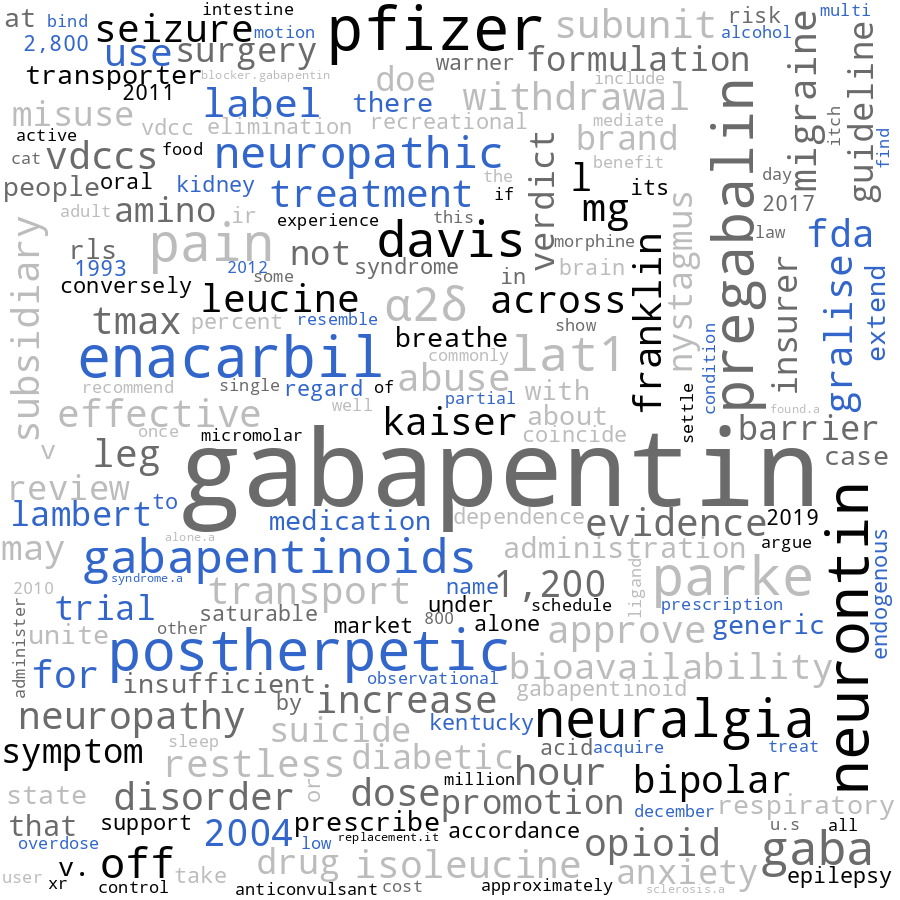 intestine
pfizer
at bind seizure motion subunit risk multi
2,800 use surgery alcohol migraine guideline
transporter blocker.gabapentin warner formulation
2011 doe include
label there withdrawal pregabalin itch
misuse vdcc elimination recreational mediate
active brand find
cat vdccs food neuropathic verdict benefit
people oral kidney treatment the if l its day
adult amino ir experience this mg nystagmus 2017
subsidiary pain not davis morphine law fda
rls syndrome in brain franklin
1993 2012 some insurer gralise extend
conversely leucine α2δ across
tmax percent resemble breathe show condition
enacarbil commonly lat1
recommend single regard of abuse with settle
effective well partial about found.a
once micromolar kaiser coincide barrier
v leg gabapentin case
review
lambert to medication dependence evidence 2019
may alone.a administration argue neurontin endogenous
gabapentinoids
2010 syndrome.a transport name 1,200 ligand parke
trial saturable under schedule prescription
administer unite other market 800 alone approve generic
for postherpetic bioavailability
insufficient observational gabapentinoid
neuropathy by increase
suicide kentucky neuralgia
symptom sleep diabetic acid acquire treat
restless hour
state disorder or dose million bipolar
promotion december respiratory
that support 2004 prescribe accordance u.s all
overdose low replacement.it opioid gaba
v. off drug isoleucine
user xr take anxiety epilepsy
control anticonvulsant cost approximately sclerosis.a